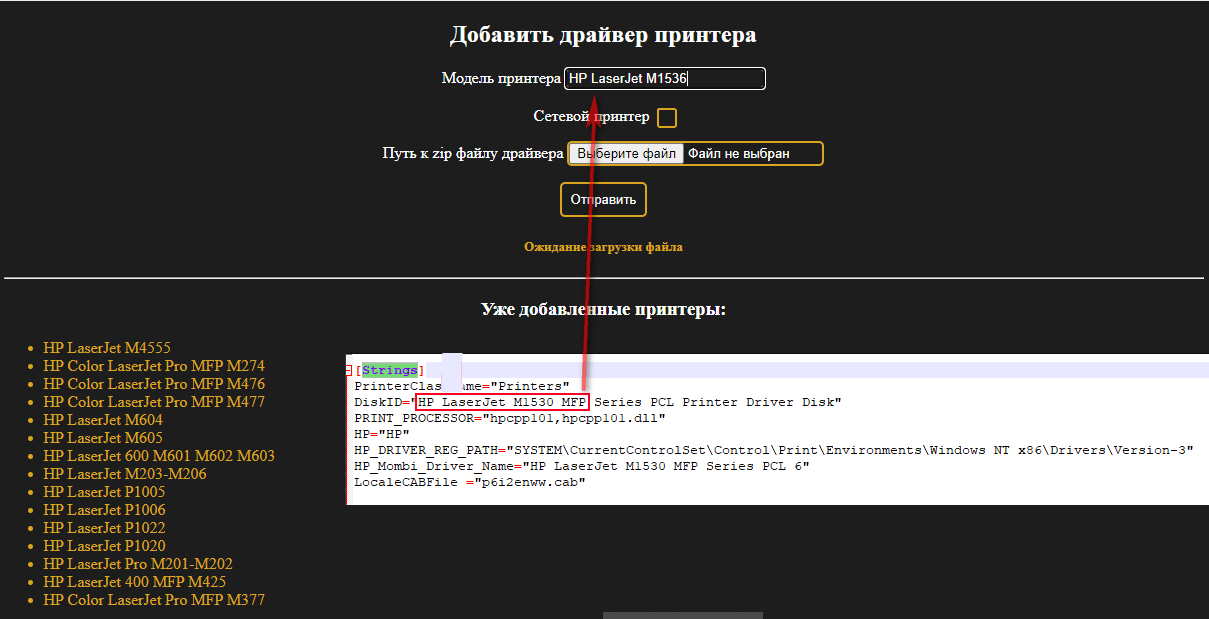 Добавить драйвер принтера
Модель принтера HP LaserJet M1536
Сетевой принтер
Путь к zip файлу драйвера Выберите файл Файл не выбран
Отправить
Ожидание загрузки файла
Уже добавленные принтеры:
HP LaserJet M4555
HP Color LaserJet Pro MFP M274
HP Color LaserJet Pro MFP M476
HP Color LaserJet Pro MFP M477
HP LaserJet M604
HP LaserJet M605
HP LaserJet 600 M601 M602 M603
HP LaserJet M203-M206
HP LaserJet P1005
HP LaserJet P1006
HP LaserJet P1022
HP LaserJet P1020
HP LaserJet Pro M201-M202
HP LaserJet 400 MFP M425
HP Color LaserJet Pro MFP M377
[Strings]
PrinterClassName="Printers"
DiskID="HP LaserJet M1530 MFP Series PCL Printer Driver Disk"
PRINT_PROCESSOR="hpcpp101,hpcpp101.dll"
HP="HP"
HP_DRIVER_REG_PATH="SYSTEM\CurrentControlSet\Control\Print\Environments\Windows NT x86\Drivers\Version-3"
HP_Mombi_Driver_Name="HP LaserJet M1530 MFP Series PCL 6"
LocaleCABFile ="p6i2enww.cab"